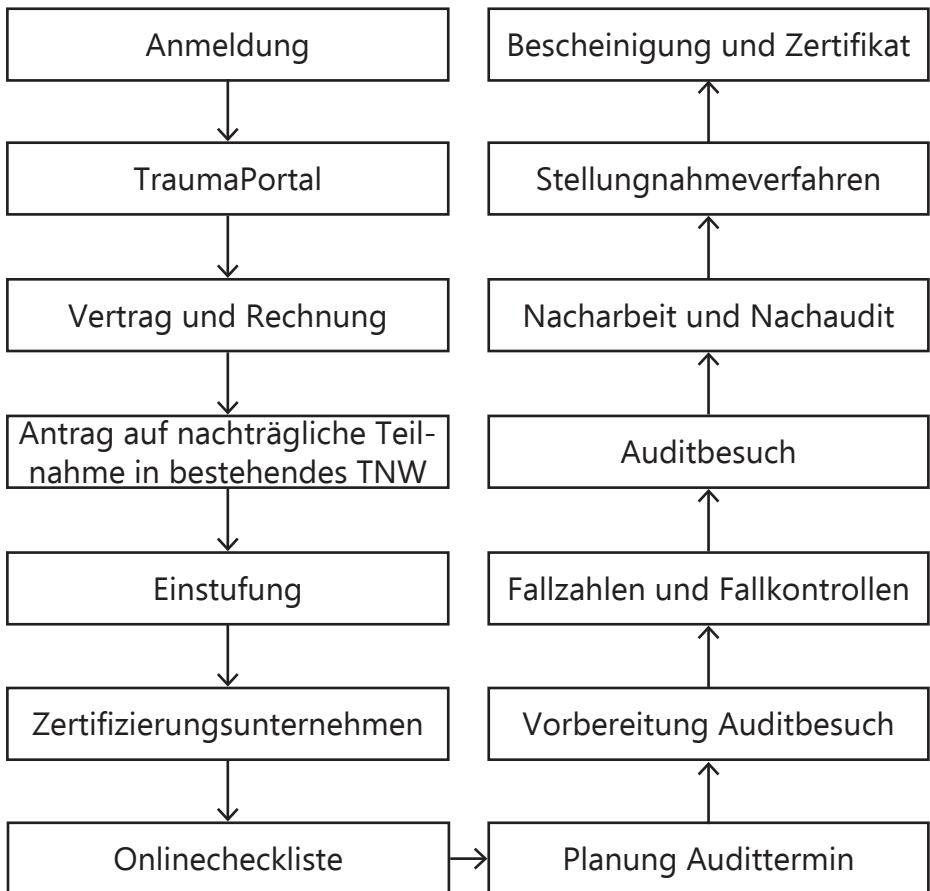 Anmeldung
TraumaPortal
Vertrag und Rechnung
Antrag auf nachträgliche Teil-
nahme in bestehendes TNW
Einstufung
Zertifizierungsunternehmen
Onlinecheckliste
Planung Audittermin
Vorbereitung Auditbesuch
Fallzahlen und Fallkontrollen
Auditbesuch
Nacharbeit und Nachaudit
Stellungnahmeverfahren
Bescheinigung und Zertifikat